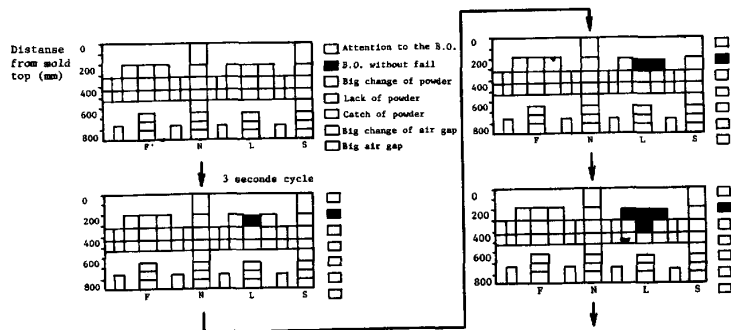 Distanse
from mold
top (mm)
0
200
400
600
800
F'
N
L
S
Attention to the B.O.
B.O. without fail
Big change of powder
Lack of powder
Catch of powder
Big change of air gap
Big air gap
3 seconds cycle
0
200
400
600
800
F
N
L
S
0
200
400
600
800
F
N
L
S
0
200
400
600
800
F
N
L
S